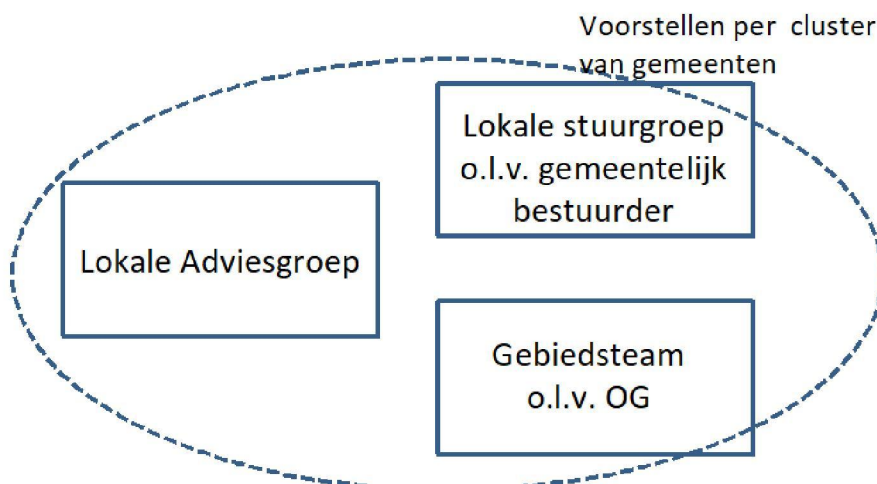 Voorstellen per cluster
van gemeenten
Lokale stuurgroep
o.l.v. gemeentelijk
bestuurder
Lokale Adviesgroep
Gebiedsteam
o.l.v. OG